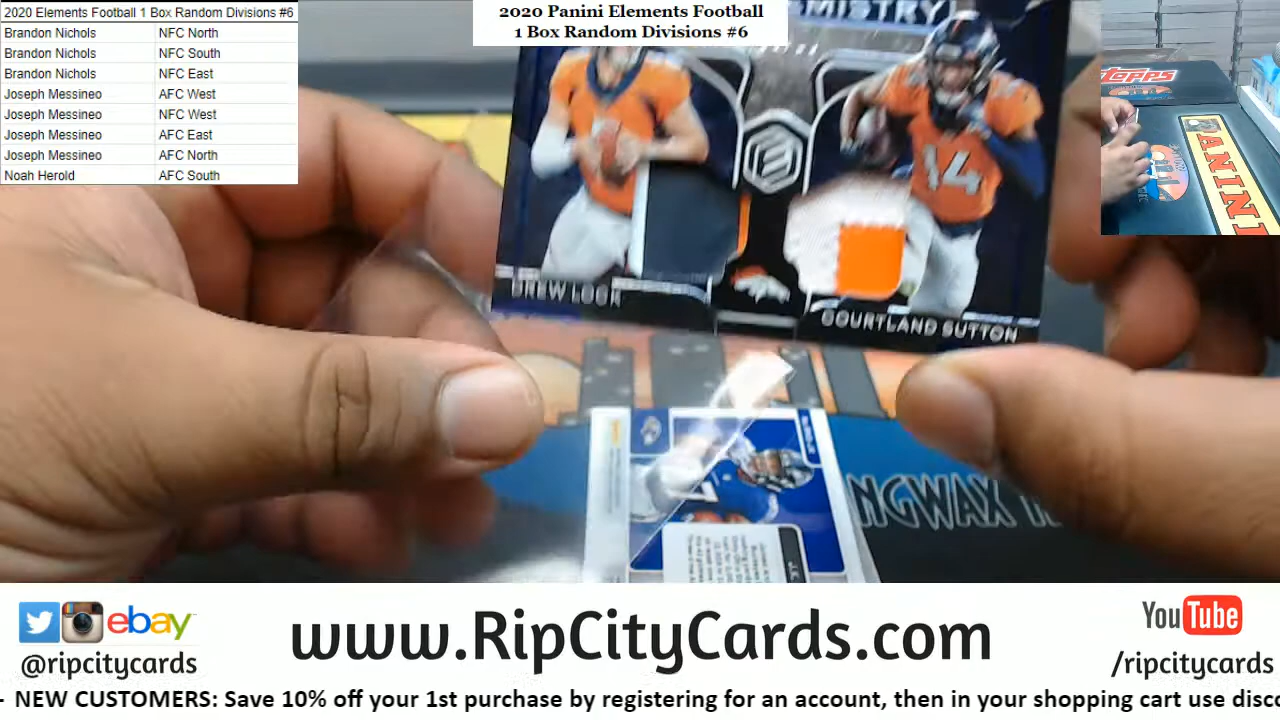 2020 Elements Football 1 Box Random Divisions #6
Brandon Nichols NFC North
Brandon Nichols NFC South
Brandon Nichols NFC East
Joseph Messineo AFC West
Joseph Messineo NFC West
Joseph Messineo AFC East
Joseph Messineo AFC North
Noah Herold AFC South
2020 Panini Elements Football
1 Box Random Divisions #6
DREW LOCK
14
COURTLAND SUTTON
TOPPS
PANINI
NGWAX
ebay
@ripcitycards
www.RipCityCards.com
YouTube
/ripcitycards
- NEW CUSTOMERS: Save 10% off your 1st purchase by registering for an account, then in your shopping cart use disc